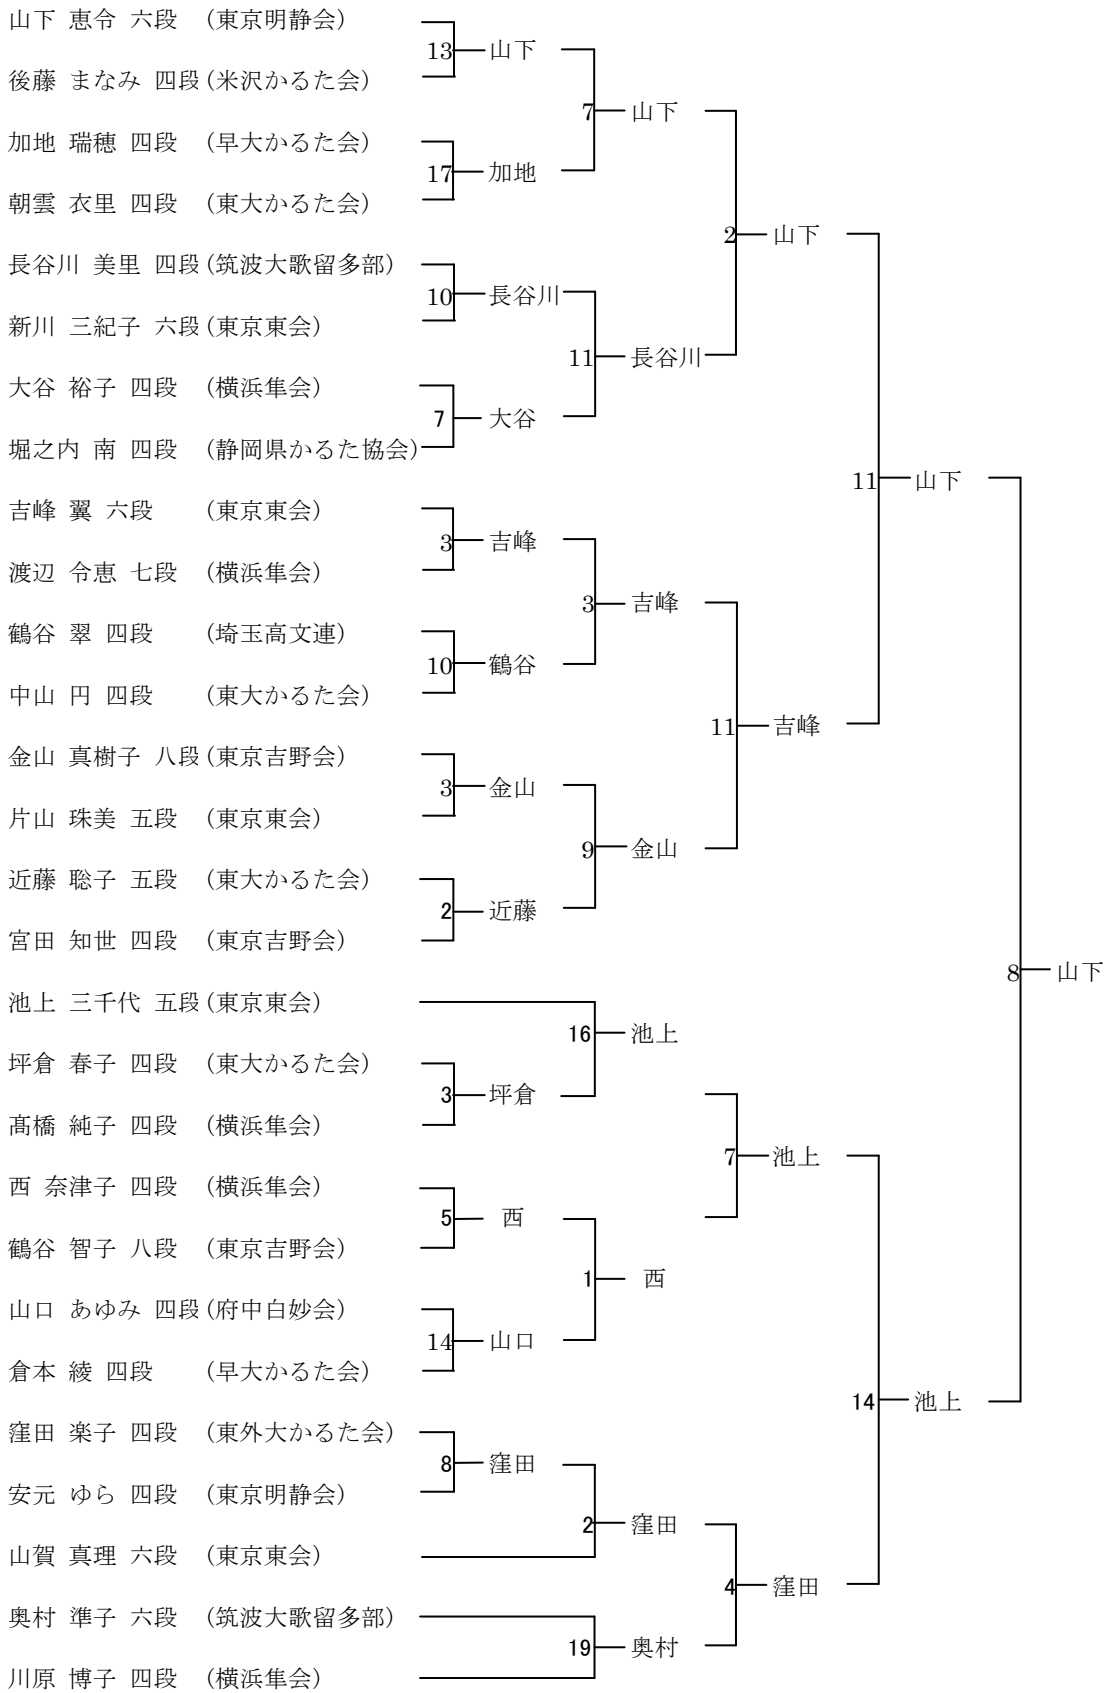 山下 恵令 六段 (東京明静会)
13 山下
後藤 まなみ 四段 (米沢かるた会)
7 山下
加地 瑞穂 四段 (早大かるた会)
17 加地
朝雲 衣里 四段 (東大かるた会)
2 山下
長谷川 美里 四段 (筑波大歌留多部)
10 長谷川
新川 三紀子 六段 (東京東会)
11 長谷川
大谷 裕子 四段 (横浜隼会)
7 大谷
堀之内 南 四段 (静岡県かるた協会)
11 山下
吉峰 翼 六段 (東京東会)
3 吉峰
渡辺 令恵 七段 (横浜隼会)
3 吉峰
鶴谷 翠 四段 (埼玉高文連)
10 鶴谷
中山 円 四段 (東大かるた会)
11 吉峰
金山 真樹子 八段 (東京吉野会)
3 金山
片山 珠美 五段 (東京東会)
9 金山
近藤 聡子 五段 (東大かるた会)
2 近藤
宮田 知世 四段 (東京吉野会)
8 山下
池上 三千代 五段 (東京東会)
16 池上
坪倉 春子 四段 (東大かるた会)
3 坪倉
髙橋 純子 四段 (横浜隼会)
7 池上
西 奈津子 四段 (横浜隼会)
5 西
鶴谷 智子 八段 (東京吉野会)
1 西
山口 あゆみ 四段 (府中白妙会)
14 山口
倉本 綾 四段 (早大かるた会)
14 池上
窪田 楽子 四段 (東外大かるた会)
8 窪田
安元 ゆら 四段 (東京明静会)
2 窪田
山賀 真理 六段 (東京東会)
4 窪田
奥村 準子 六段 (筑波大歌留多部)
19 奥村
川原 博子 四段 (横浜隼会)